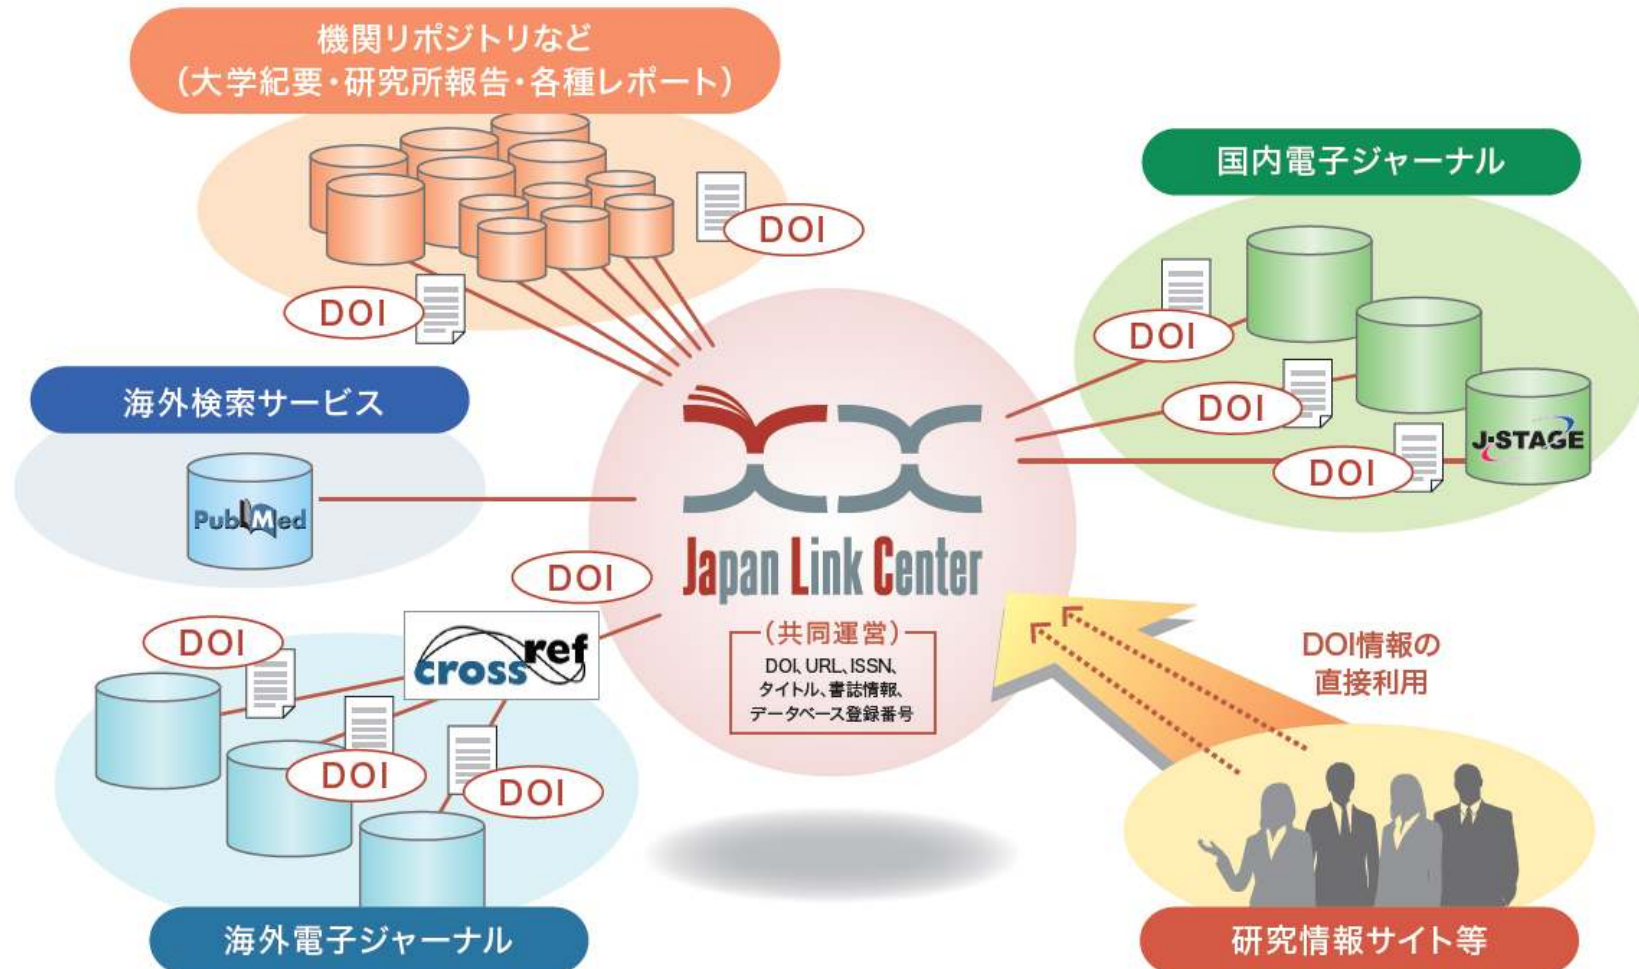 機関リポジトリなど
(大学紀要・研究所報告・各種レポート)
DOI
DOI
国内電子ジャーナル
DOI
DOI
DOI
J-STAGE
海外検索サービス
PubMed
Japan Link Center
(共同運営)
DOI、URL、ISSN、
タイトル、書誌情報、
データベース登録番号
DOI
crossref
DOI
DOI
DOI
海外電子ジャーナル
DOI情報の
直接利用
研究情報サイト等